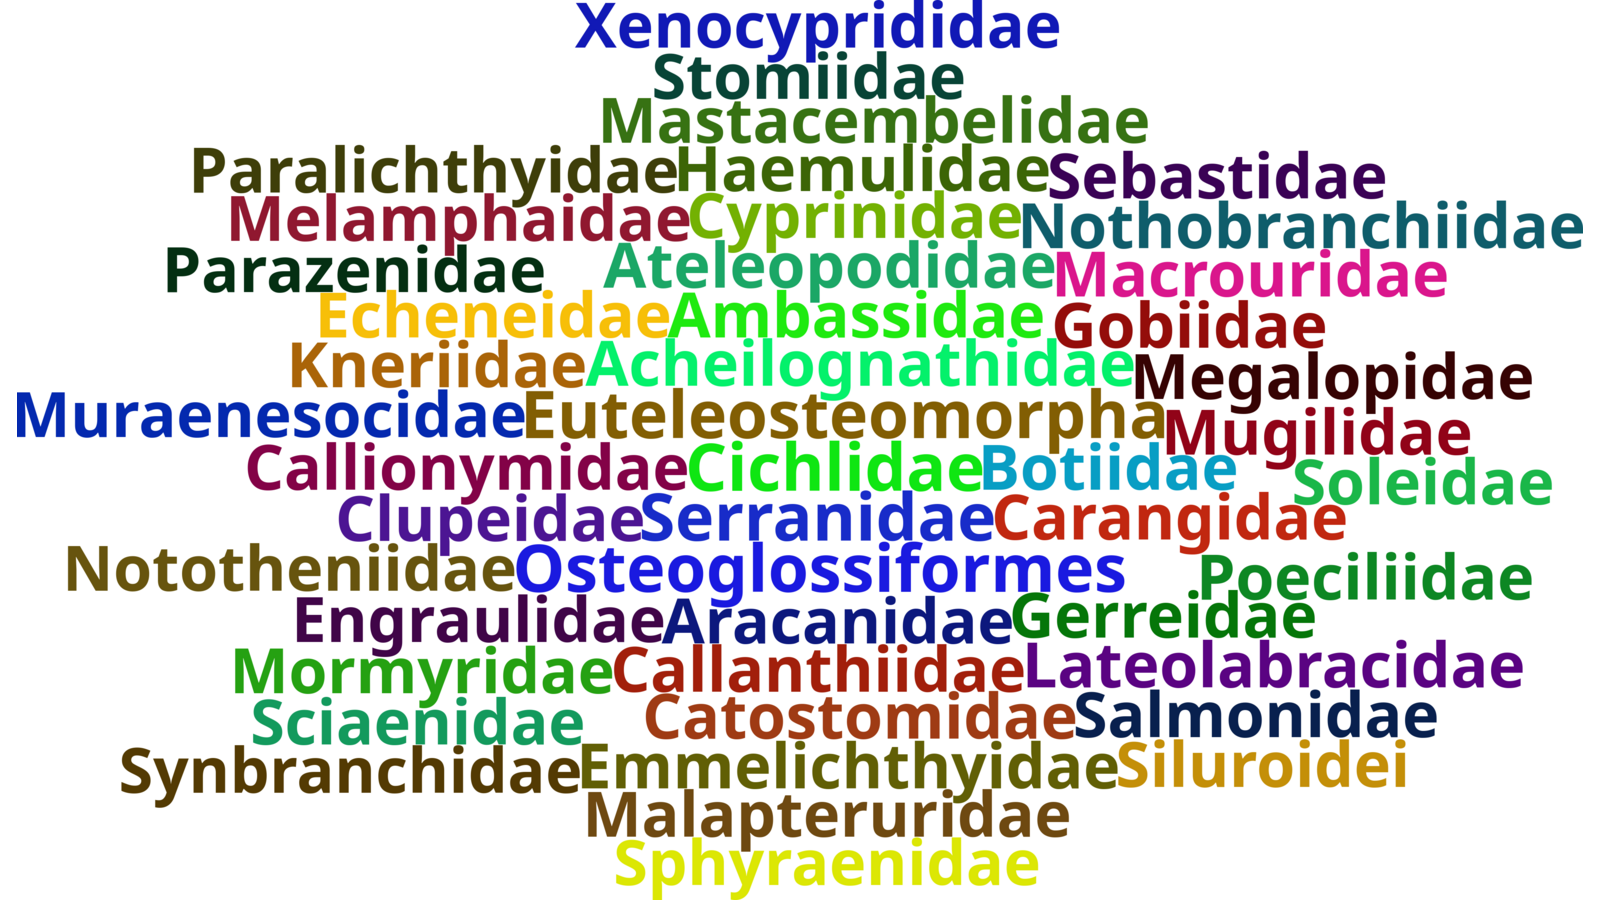 Xenocyprididae
Stomiidae
Mastacembelidae
Paralichthyidae Haemulidae Sebastidae
Melamphaidae Cyprinidae Nothobranchiidae
Parazenidae Ateleopodidae Macrouridae
Echeneidae Ambassidae Gobiidae
Kneriidae Acheilognathidae Megalopidae
Muraenesocidae Euteleosteomorpha Mugilidae
Callionymidae Cichlidae Botiidae Soleidae
Clupeidae Serranidae Carangidae
Nototheniidae Osteoglossiformes Poeciliidae
Engraulidae Aracanidae Gerreidae
Mormyridae Callanthiidae Lateolabracidae
Sciaenidae Catostomidae Salmonidae
Synbranchidae Emmelichthyidae Siluroidei
Malapteruridae
Sphyraenidae